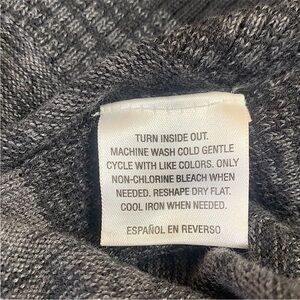 TURN INSIDE OUT.
MACHINE WASH COLD GENTLE
CYCLE WITH LIKE COLORS. ONLY
NON-CHLORINE BLEACH WHEN
NEEDED. RESHAPE DRY FLAT.
COOL IRON WHEN NEEDED.
ESPAÑOL EN REVERSO